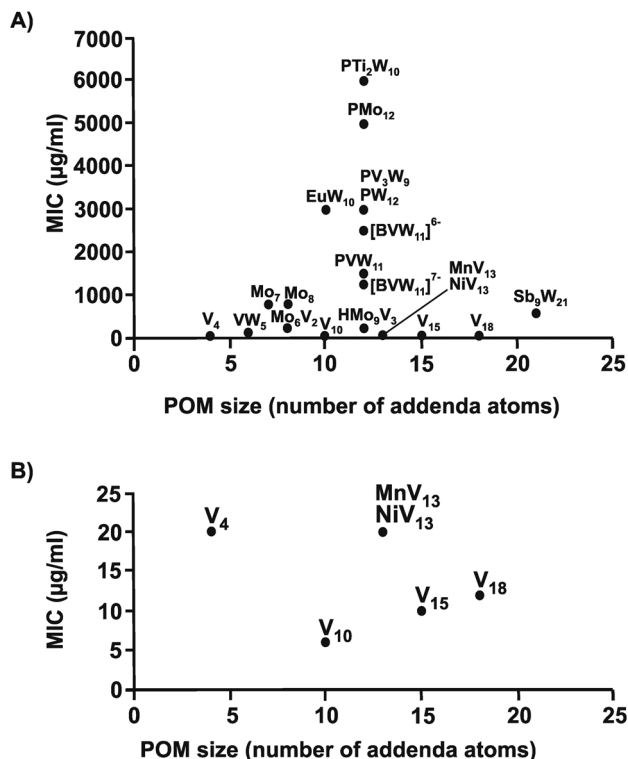 A)
MIC (µg/ml)
7000
6000
5000
4000
3000
2000
1000
0
PTi₂W₁₀
PMo₁₂
PV₃W₉
EuW₁₀ PW₁₂
[BVW₁₁]⁶⁻
PVW₁₁
[BVW₁₁]⁷⁻
MnV₁₃
NiV₁₃
Mo₇ Mo₈
Sb₉W₂₁
V₄ VW₅ Mo₆V₂ V₁₀ HMo₉V₃ V₁₅ V₁₈
0 5 10 15 20 25
POM size (number of addenda atoms)
B)
MIC (µg/ml)
25
20
15
10
5
0
V₄
MnV₁₃
NiV₁₃
V₁₀
V₁₅
V₁₈
0 5 10 15 20 25
POM size (number of addenda atoms)